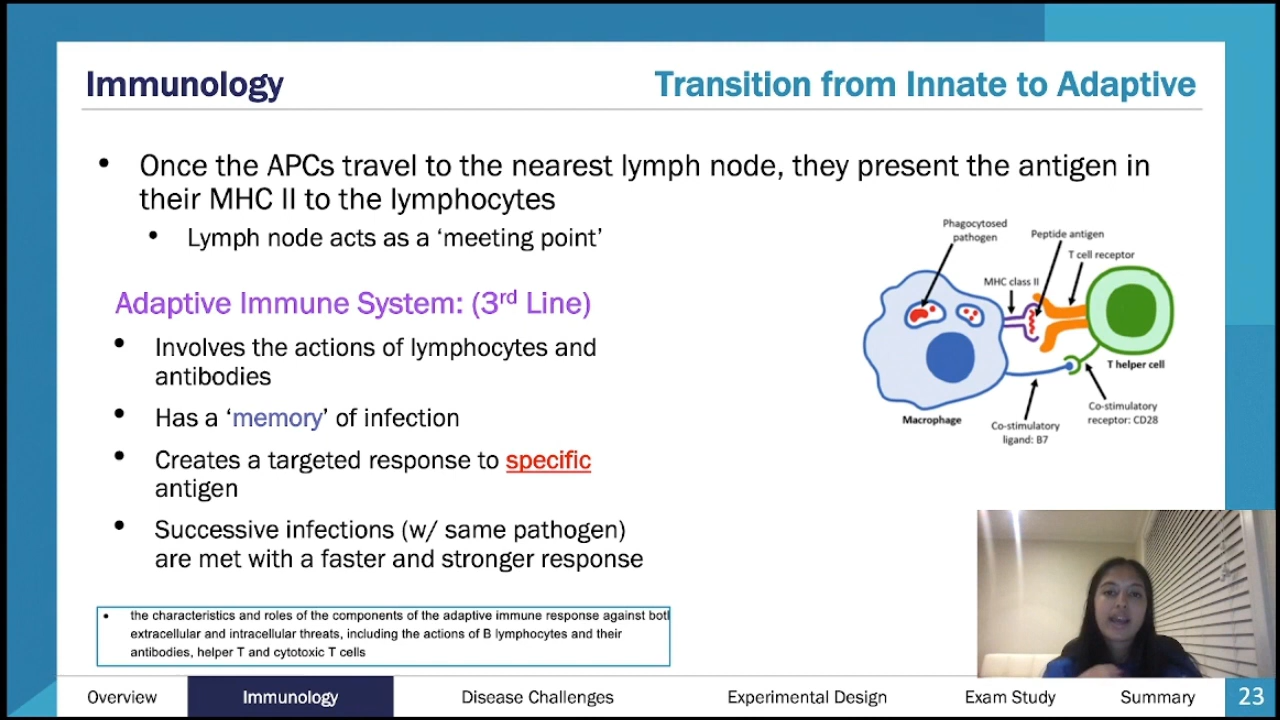 Immunology
Transition from Innate to Adaptive
• Once the APCs travel to the nearest lymph node, they present the antigen in
their MHC II to the lymphocytes
• Lymph node acts as a ‘meeting point’
Phagocytosed
pathogen
Peptide antigen
T cell receptor
MHC class II
T helper cell
Macrophage
Co-stimulatory
ligand: B7
Co-stimulatory
receptor: CD28
Adaptive Immune System: (3rd Line)
• Involves the actions of lymphocytes and
antibodies
• Has a ‘memory’ of infection
• Creates a targeted response to specific
antigen
• Successive infections (w/ same pathogen)
are met with a faster and stronger response
• the characteristics and roles of the components of the adaptive immune response against both
extracellular and intracellular threats, including the actions of B lymphocytes and their
antibodies, helper T and cytotoxic T cells
Overview
Immunology
Disease Challenges
Experimental Design
Exam Study
Summary
23